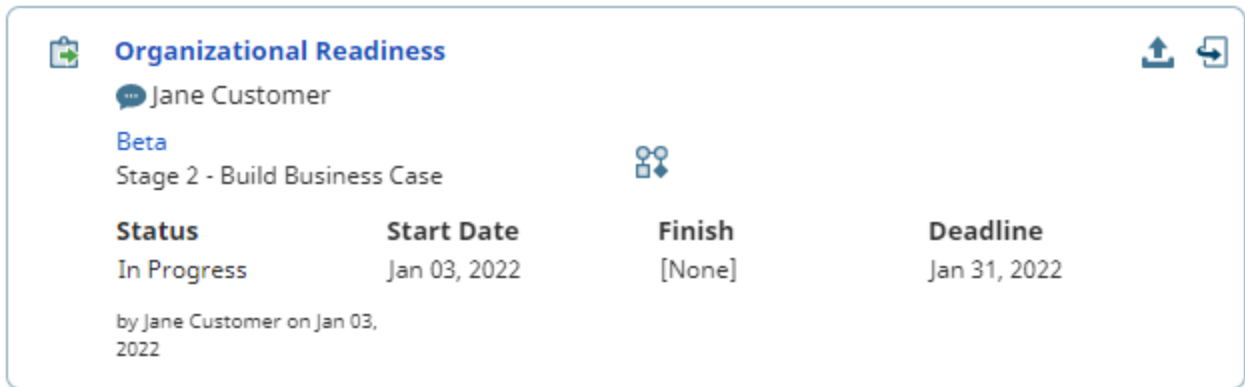 Organizational Readiness
Jane Customer
Beta
Stage 2 - Build Business Case
Status Start Date Finish Deadline
In Progress Jan 03, 2022 [None] Jan 31, 2022
by Jane Customer on Jan 03,
2022